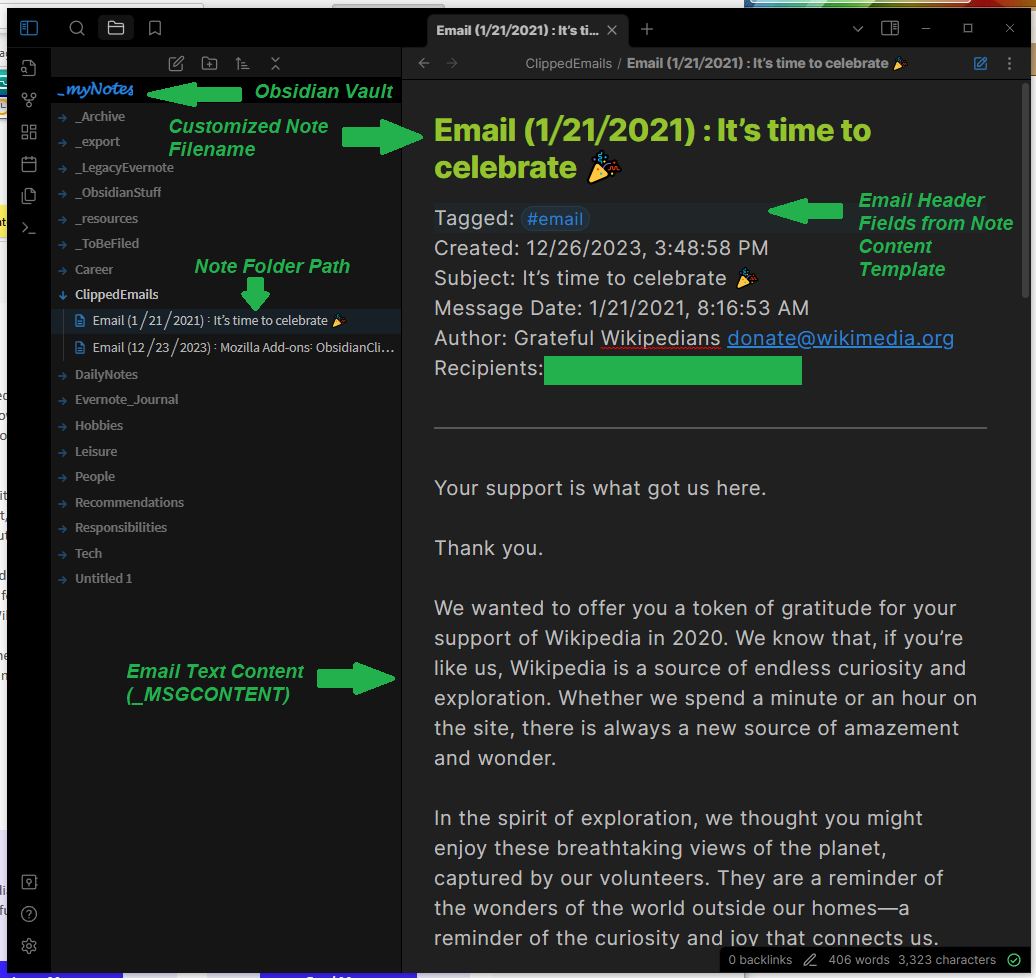 Email (1/21/2021) : It's ti...
ClippedEmails / Email (1/21/2021) : It's time to celebrate 🎉
_myNotes
Obsidian Vault
_Archive
_export
_LegacyEvernote
_ObsidianStuff
_resources
_ToBeFiled
Career
ClippedEmails
Email (1/21/2021) : It's time to celebrate 🎉
Email (12/23/2023) : Mozilla Add-ons: ObsidianCli...
DailyNotes
Evernote_Journal
Hobbies
Leisure
People
Recommendations
Responsibilities
Tech
Untitled 1
Customized Note
Filename
Note Folder Path
Email Text Content
(_MSGCONTENT)
Email (1/21/2021) : It's time to
celebrate 🎉
Tagged: #email
Created: 12/26/2023, 3:48:58 PM
Subject: It's time to celebrate 🎉
Message Date: 1/21/2021, 8:16:53 AM
Author: Grateful Wikipedians donate@wikimedia.org
Recipients:
Email Header
Fields from Note
Content
Template
Your support is what got us here.
Thank you.
We wanted to offer you a token of gratitude for your
support of Wikipedia in 2020. We know that, if you're
like us, Wikipedia is a source of endless curiosity and
exploration. Whether we spend a minute or an hour on
the site, there is always a new source of amazement
and wonder.
In the spirit of exploration, we thought you might
enjoy these breathtaking views of the planet,
captured by our volunteers. They are a reminder of
the wonders of the world outside our homes—a
reminder of the curiosity and joy that connects us.
0 backlinks 406 words 3,323 characters